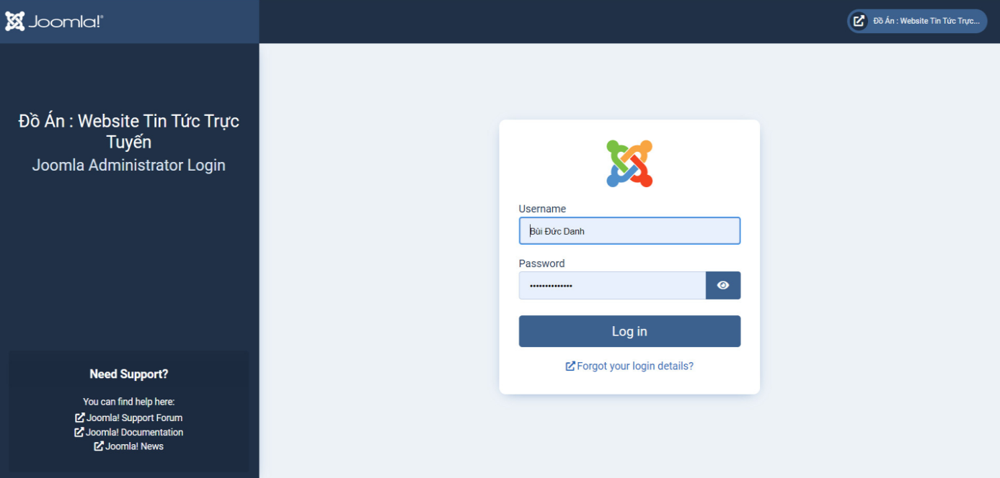 Joomla!®
Đồ Án : Website Tin Tức Trực...
Đồ Án : Website Tin Tức Trực
Tuyến
Joomla Administrator Login
Need Support?
You can find help here:
Joomla! Support Forum
Joomla! Documentation
Joomla! News
Username
Bùi Đức Danh
Password
••••••••••••••
Log in
Forgot your login details?